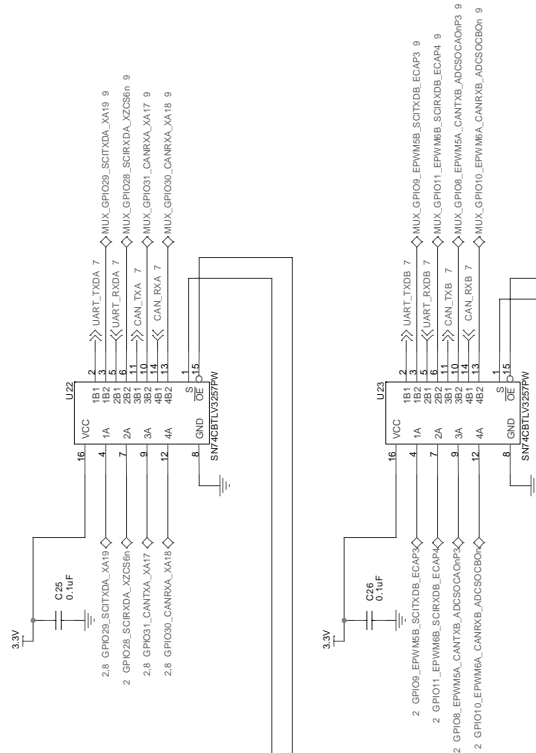 3.3V
C25
0.1uF
2,8 GPIO29_SCITXDA_XA19
2 GPIO28_SCIRXDA_XZCS6n
2,8 GPIO31_CANTXA_XA17
2,8 GPIO30_CANRXA_XA18
U22
16
VCC
4
1A
7
2A
9
3A
12
4A
8
GND
SN74CBTLV3257PW
1B1
2
1B2
3
2B1
5
2B2
6
3B1
11
3B2
10
4B1
14
4B2
13
S
1
OE
15
UART_TXDA 7
MUX_GPIO29_SCITXDA_XA19 9
UART_RXDA 7
MUX_GPIO28_SCIRXDA_XZCS6n 9
CAN_TXA 7
MUX_GPIO31_CANRXA_XA17 9
CAN_RXA 7
MUX_GPIO30_CANRXA_XA18 9
3.3V
C26
0.1uF
2 GPIO9_EPWM5B_SCITXDB_ECAP3
2 GPIO11_EPWM6B_SCIRXDB_ECAP4
2 GPIO8_EPWM5A_CANTXB_ADCSOCAOnP3
2 GPIO10_EPWM6A_CANRXB_ADCSOCBOn
U23
16
VCC
4
1A
7
2A
9
3A
12
4A
8
GND
SN74CBTLV3257PW
1B1
2
1B2
3
2B1
5
2B2
6
3B1
11
3B2
10
4B1
14
4B2
13
S
1
OE
15
UART_TXDB 7
MUX_GPIO9_EPWM5B_SCITXDB_ECAP3 9
UART_RXDB 7
MUX_GPIO11_EPWM6B_SCIRXDB_ECAP4 9
CAN_TXB 7
MUX_GPIO8_EPWM5A_CANTXB_ADCSOCAOnP3 9
CAN_RXB 7
MUX_GPIO10_EPWM6A_CANRXB_ADCSOCBOn 9